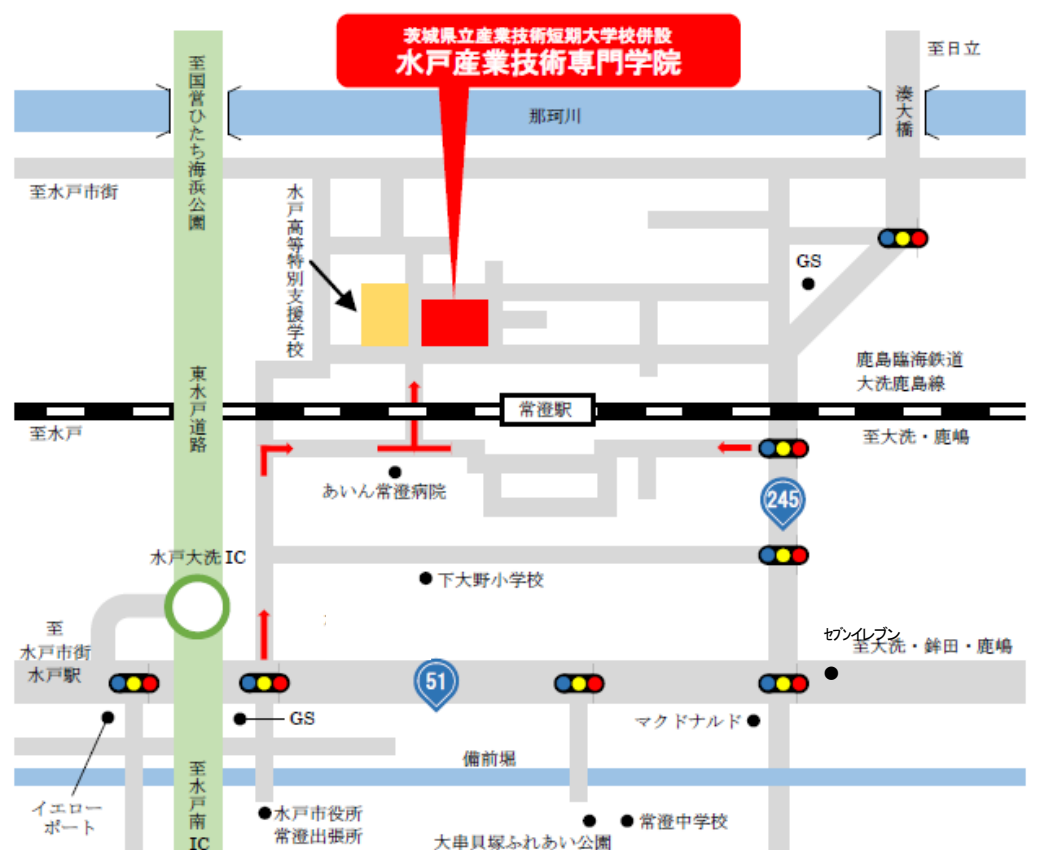 茨城県立産業技術短期大学校併設
水戸産業技術専門学院
至日立
至国営ひたち海浜公園
那珂川
湊大橋
至水戸市街
水戸高等特別支援学校
GS
東水戸道路
鹿島臨海鉄道
大洗鹿島線
常澄駅
至水戸
至大洗・鹿嶋
あいん常澄病院
245
水戸大洗IC
下大野小学校
至
水戸市街
水戸駅
セブンイレブン
至大洗・鉾田・鹿嶋
51
GS
マクドナルド
備前堀
至水戸南IC
イエロー
ポート
水戸市役所
常澄出張所
常澄中学校
大串貝塚ふれあい公園